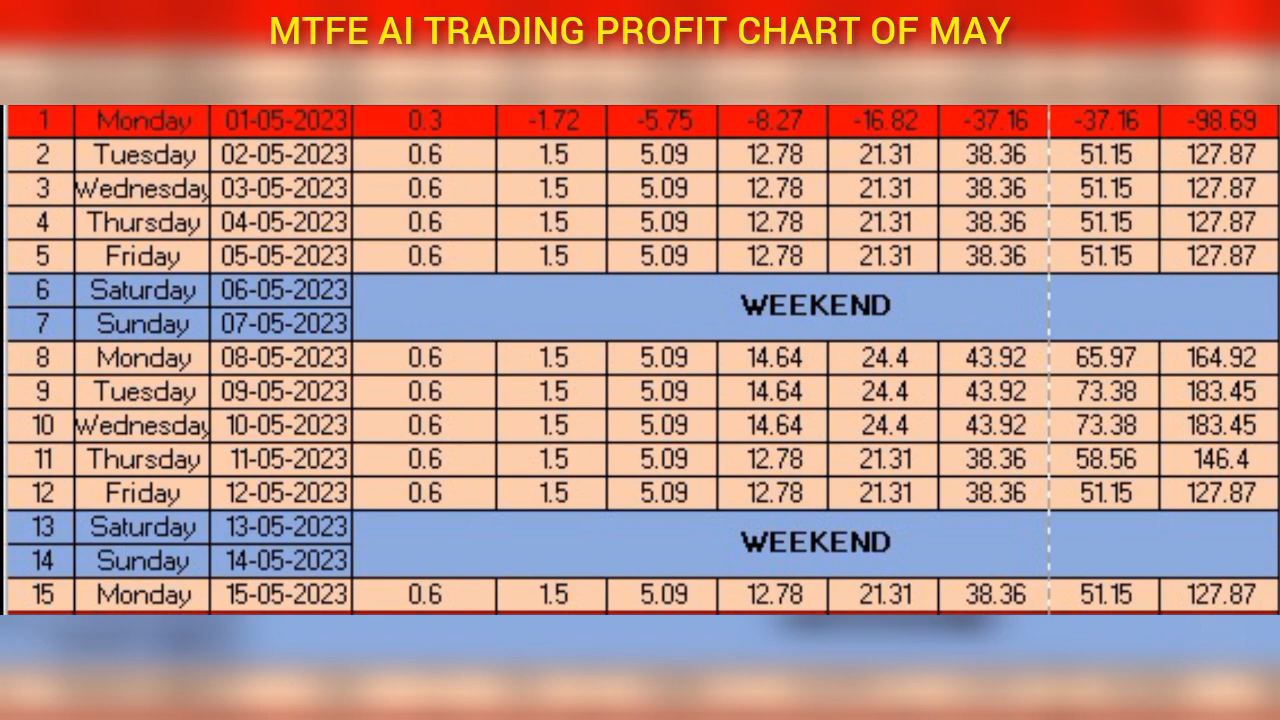 MTFE AI TRADING PROFIT CHART OF MAY
1 Monday 01-05-2023 0.3 -1.72 -5.75 -8.27 -16.82 -37.16 -37.16 -98.69
2 Tuesday 02-05-2023 0.6 1.5 5.09 12.78 21.31 38.36 51.15 127.87
3 Wednesday 03-05-2023 0.6 1.5 5.09 12.78 21.31 38.36 51.15 127.87
4 Thursday 04-05-2023 0.6 1.5 5.09 12.78 21.31 38.36 51.15 127.87
5 Friday 05-05-2023 0.6 1.5 5.09 12.78 21.31 38.36 51.15 127.87
6 Saturday 06-05-2023
WEEKEND
7 Sunday 07-05-2023
8 Monday 08-05-2023 0.6 1.5 5.09 14.64 24.4 43.92 65.97 164.92
9 Tuesday 09-05-2023 0.6 1.5 5.09 14.64 24.4 43.92 73.38 183.45
10 Wednesday 10-05-2023 0.6 1.5 5.09 14.64 24.4 43.92 73.38 183.45
11 Thursday 11-05-2023 0.6 1.5 5.09 12.78 21.31 38.36 58.56 146.4
12 Friday 12-05-2023 0.6 1.5 5.09 12.78 21.31 38.36 51.15 127.87
13 Saturday 13-05-2023
WEEKEND
14 Sunday 14-05-2023
15 Monday 15-05-2023 0.6 1.5 5.09 12.78 21.31 38.36 51.15 127.87